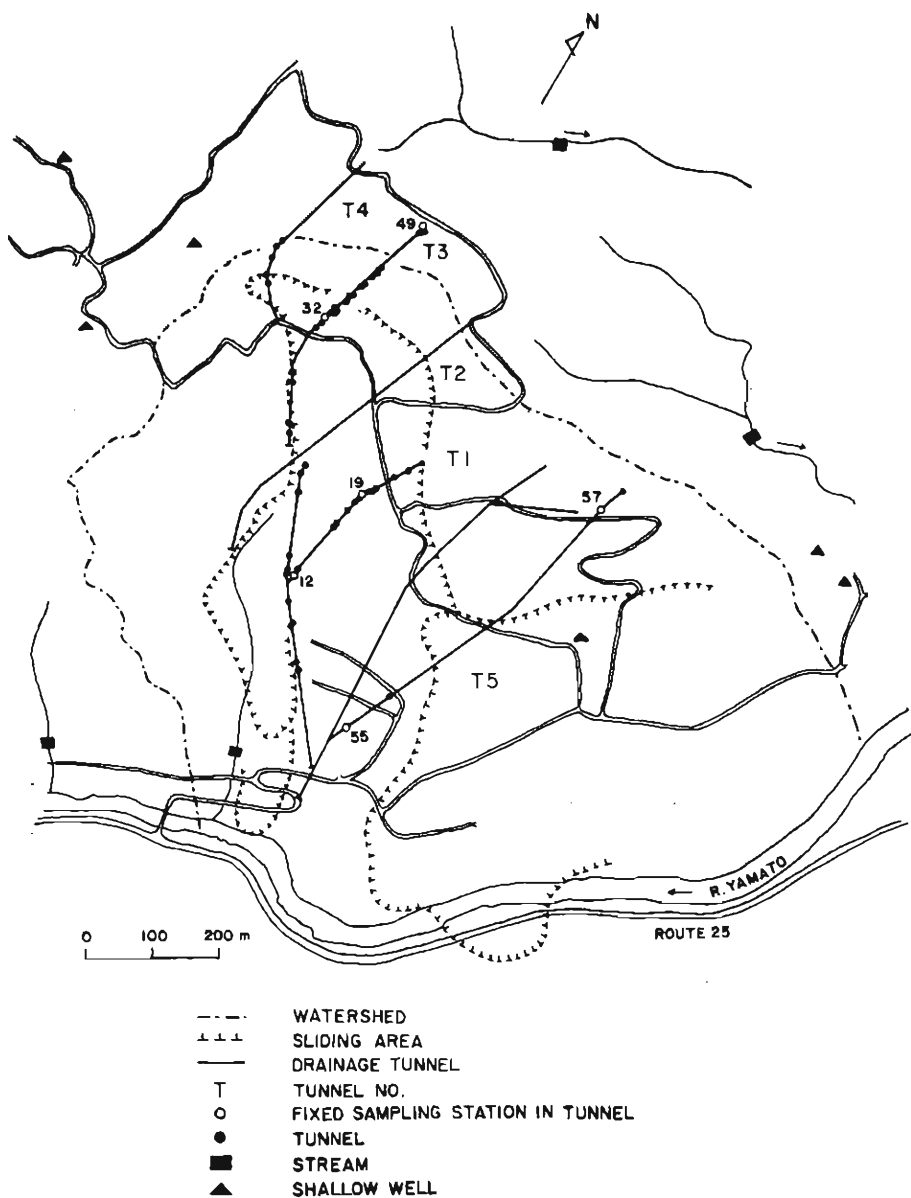 N
T4
49
T3
32
T2
T1
19
57
12
T5
55
R. YAMATO
0 100 200 m
ROUTE 25
WATERSHED
SLIDING AREA
DRAINAGE TUNNEL
T TUNNEL NO.
FIXED SAMPLING STATION IN TUNNEL
TUNNEL
STREAM
SHALLOW WELL